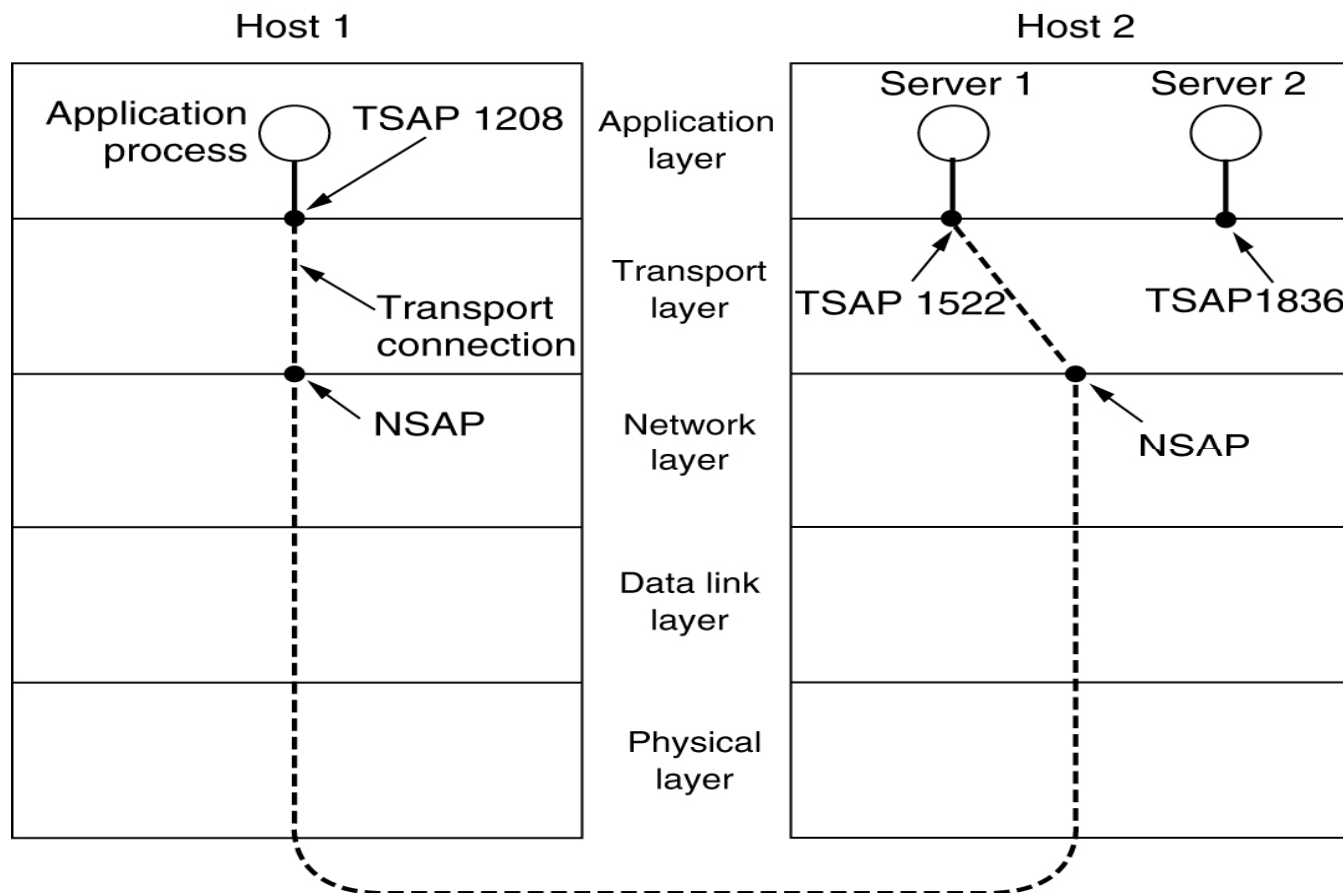 Host 1
Host 2
Application
process
TSAP 1208
Application
layer
Server 1
Server 2
Transport
connection
Transport
layer
TSAP 1522
TSAP1836
NSAP
Network
layer
NSAP
Data link
layer
Physical
layer